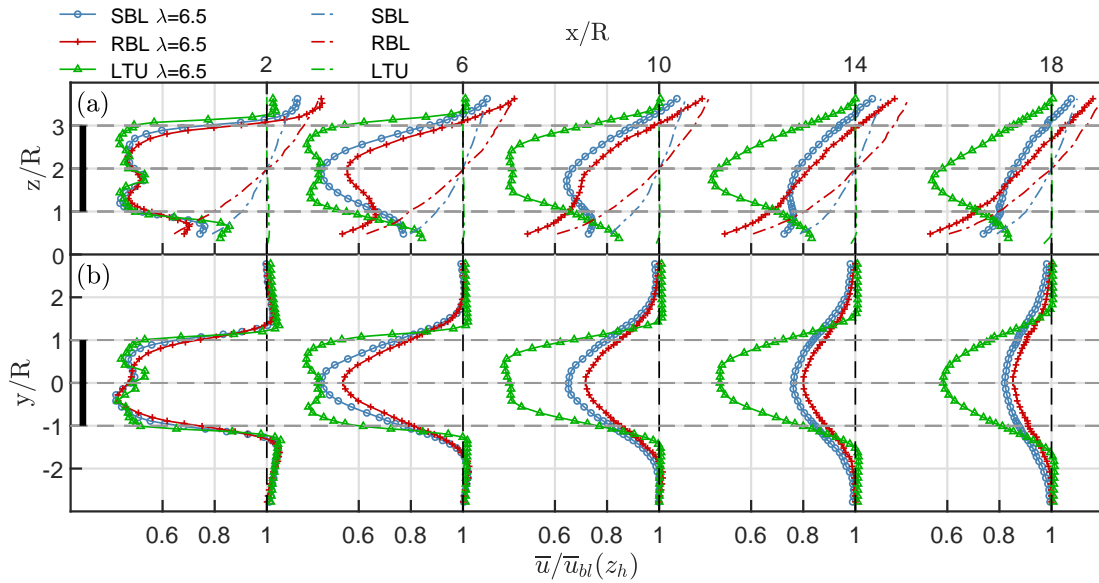 SBL λ=6.5 SBL
RBL λ=6.5 RBL x/R
LTU λ=6.5 LTU 2 6 10 14 18
(a)
z/R
3
2
1
0
(b)
y/R
2
1
0
-1
-2
0.6 0.8 1 0.6 0.8 1 0.6 0.8 1 0.6 0.8 1 0.6 0.8 1
u̅/u̅_bl(z_h)